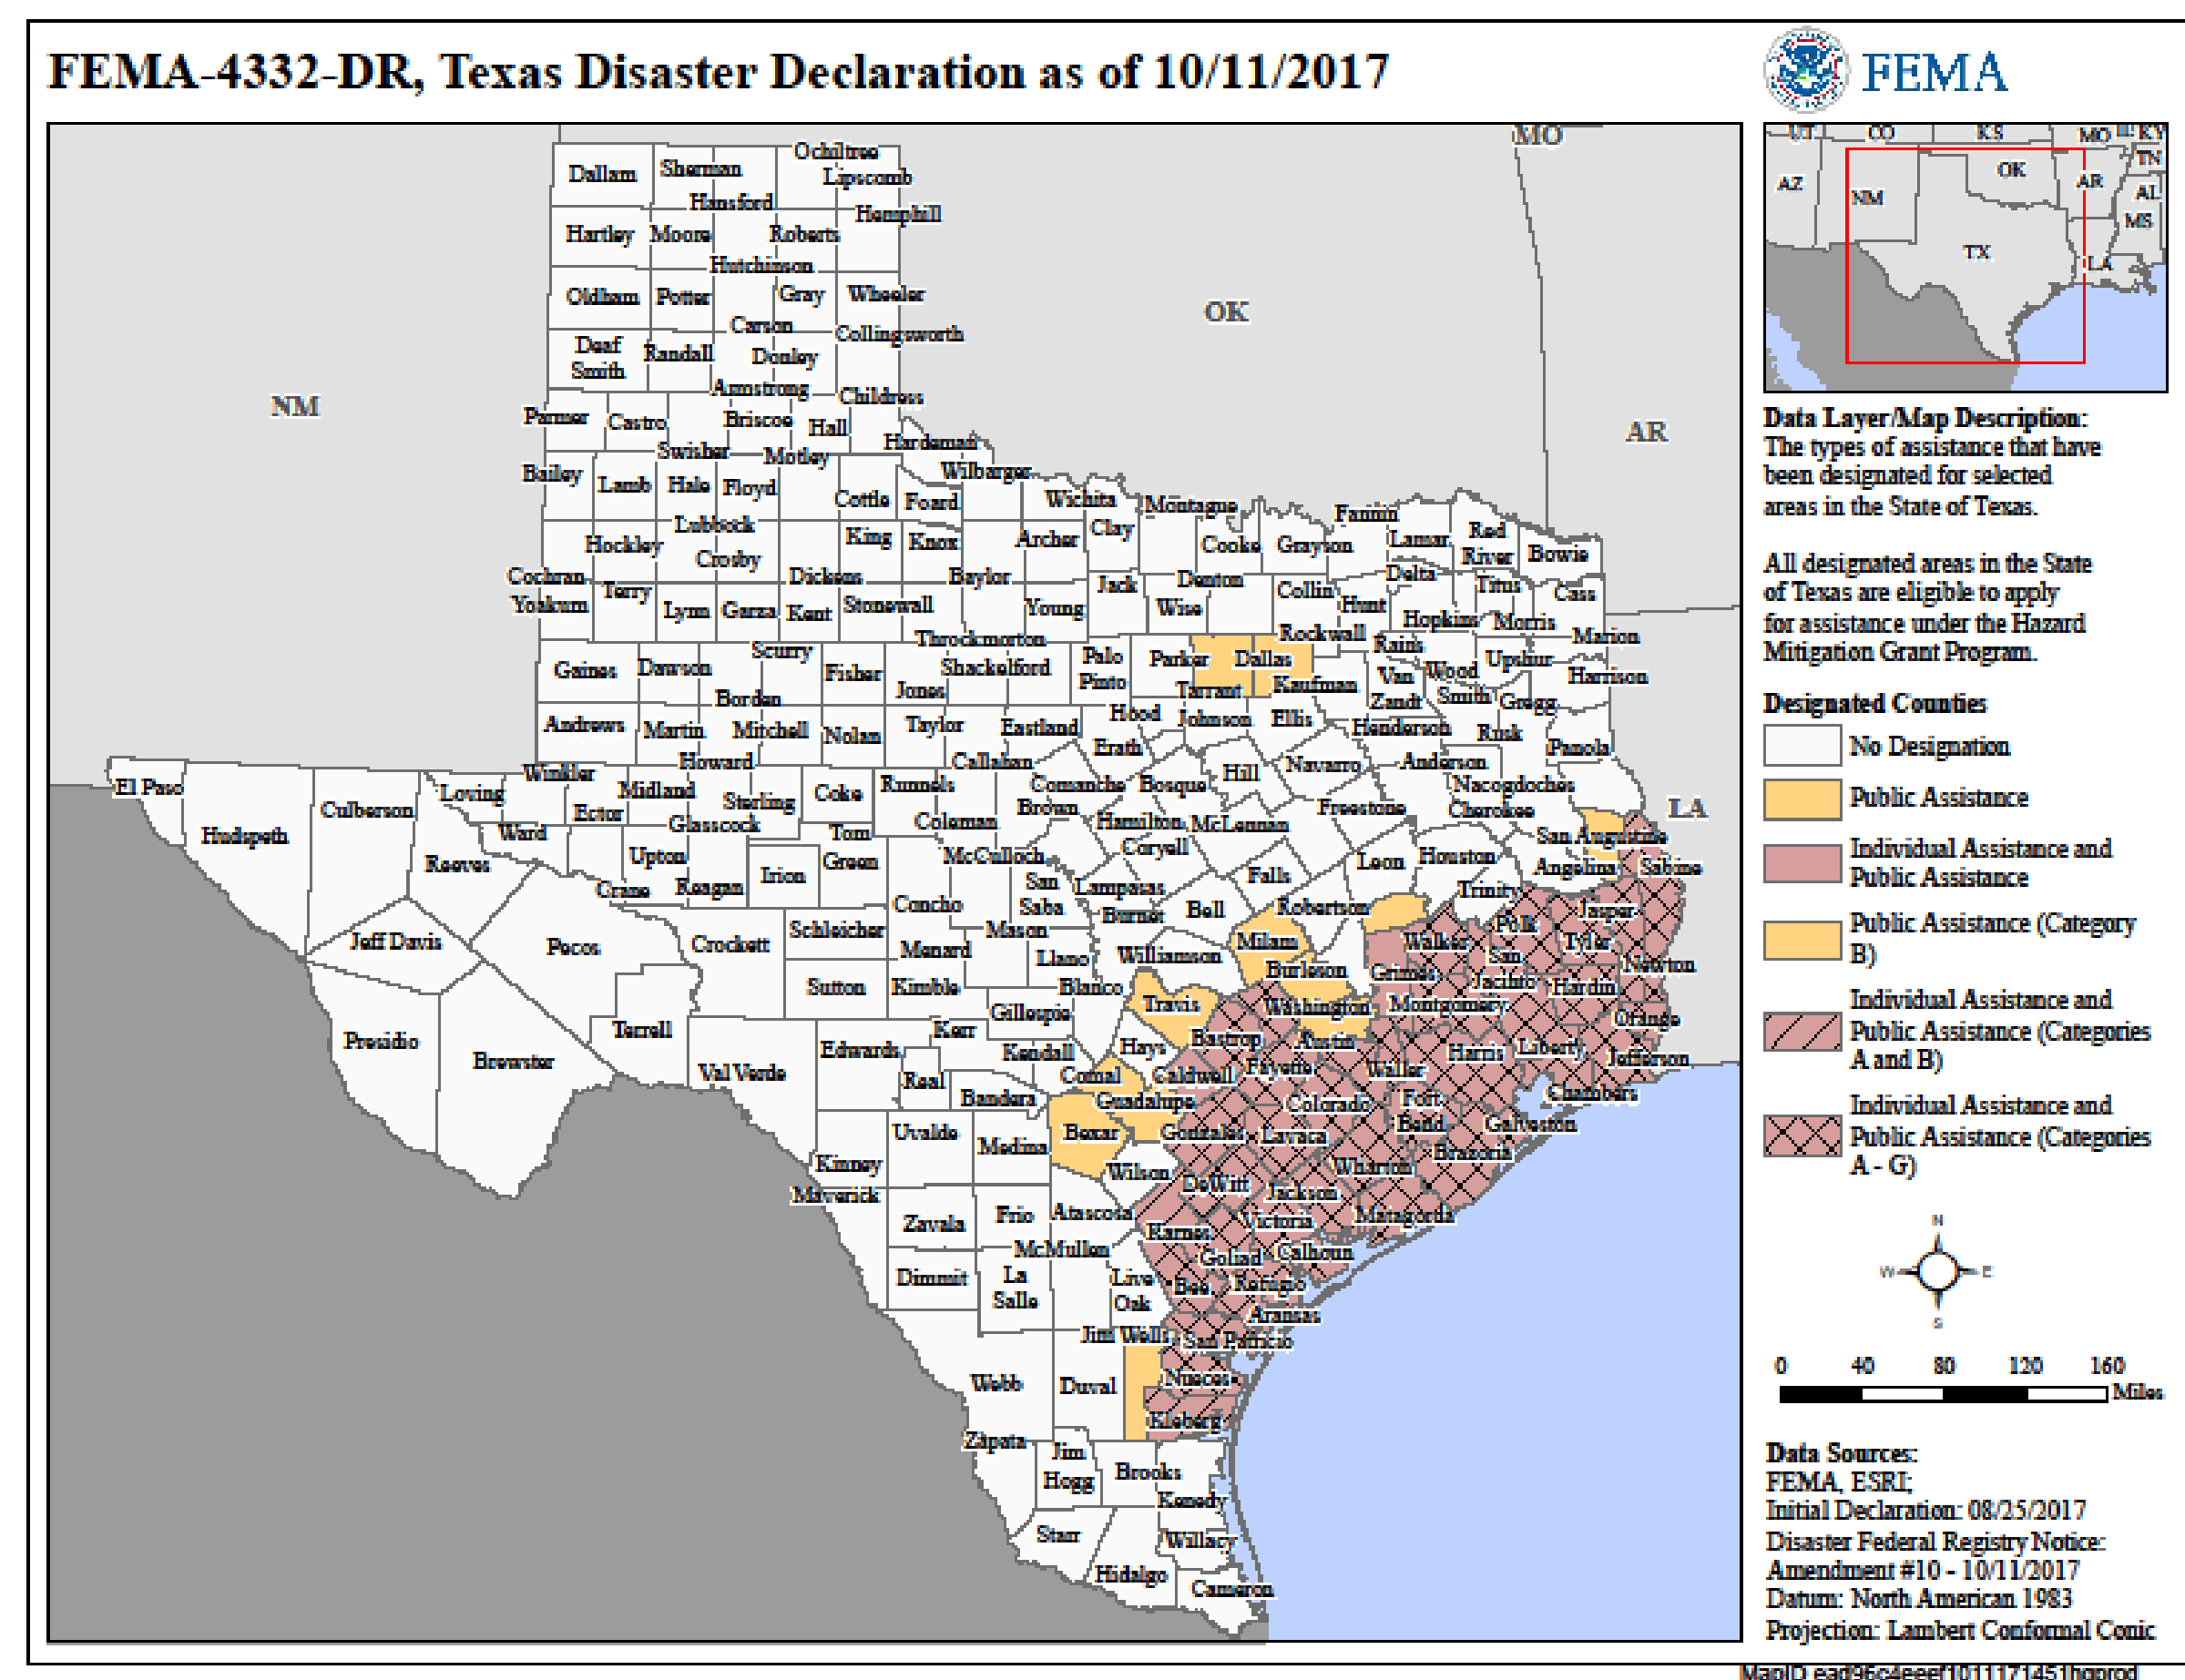 FEMA-4332-DR, Texas Disaster Declaration as of 10/11/2017
FEMA
MO
UT
CO
KS
MO
IL
KY
TN
AZ
NM
OK
AR
AL
MS
TX
LA
Ochiltree
Dallam
Sherman
Lipscomb
Hansford
Hemphill
Hartley
Moore
Roberts
Hutchinson
Oldham
Potter
Gray
Wheeler
Carson
Collingsworth
Deaf
Smith
Randall
Donley
Armstrong
Childress
OK
NM
AR
Parmer
Castro
Briscoe
Hall
Hardeman
Swisher
Motley
Wilbarger
Bailey
Lamb
Hale
Floyd
Cottle
Foard
Wichita
Montague
Clay
Fannin
Lubbock
Hockley
Crosby
King
Knox
Archer
Cooke
Grayson
Lamar
Red
River
Bowie
Cochran
Dickens
Baylor
Jack
Denton
Collin
Delta
Titus
Cass
Yoakum
Terry
Lynn
Garza
Kent
Stonewall
Young
Wise
Hunt
Hopkins
Morris
Throckmorton
Rockwall
Marion
Gaines
Dawson
Scurry
Fisher
Shackelford
Palo
Pinto
Parker
Dallas
Rains
Wood
Upshur
Harrison
Borden
Jones
Tarrant
Kaufman
Van
Zandt
Smith
Gregg
Andrews
Martin
Mitchell
Nolan
Taylor
Eastland
Hood
Johnson
Ellis
Henderson
Rusk
Panola
Howard
Callahan
Erath
Winkler
El Paso
Hudspeth
Culberson
Loving
Ector
Midland
Sterling
Coke
Runnels
Comanche
Bosque
Hill
Navarro
Anderson
Nacogdoches
Cherokee
Brown
Freestone
LA
Ward
Glasscock
Tom
Green
Coleman
Hamilton
McLennan
San Augustine
Reeves
Upton
Crane
Reagan
Irion
McCulloch
Coryell
Leon
Houston
Angelina
Sabine
San
Saba
Lampasas
Falls
Trinity
Concho
Burnet
Bell
Robertson
Polk
Jasper
Jeff Davis
Pecos
Crockett
Schleicher
Mason
Menard
Llano
Williamson
Milam
Walker
Tyler
San
Jacinto
Newton
Burleson
Grimes
Hardin
Sutton
Kimble
Blanco
Travis
Washington
Montgomery
Orange
Gillespie
Presidio
Brewster
Terrell
Kerr
Kendall
Hays
Bastrop
Austin
Harris
Liberty
Jefferson
Val Verde
Edwards
Real
Bandera
Comal
Caldwell
Fayette
Waller
Chambers
Guadalupe
Colorado
Fort
Bend
Galveston
Uvalde
Medina
Bexar
Gonzales
Lavaca
Brazoria
Kinney
Wilson
Wharton
Maverick
DeWitt
Jackson
Zavala
Frio
Atascosa
Matagorda
Karnes
Victoria
McMullen
Goliad
Calhoun
Dimmit
La
Salle
Live
Oak
Bee
Refugio
Aransas
Jim Wells
San Patricio
Webb
Duval
Nueces
Kleberg
Zapata
Jim
Hogg
Brooks
Kenedy
Starr
Willacy
Hidalgo
Cameron
Data Layer/Map Description:
The types of assistance that have
been designated for selected
areas in the State of Texas.
All designated areas in the State
of Texas are eligible to apply
for assistance under the Hazard
Mitigation Grant Program.
Designated Counties
No Designation
Public Assistance
Individual Assistance and
Public Assistance
Public Assistance (Category
B)
Individual Assistance and
Public Assistance (Categories
A and B)
Individual Assistance and
Public Assistance (Categories
A - G)
N
W
E
S
0 40 80 120 160
Miles
Data Sources:
FEMA, ESRI;
Initial Declaration: 08/25/2017
Disaster Federal Registry Notice:
Amendment #10 - 10/11/2017
Datum: North American 1983
Projection: Lambert Conformal Conic
MapID ead96c4eeef1011171451hqprod